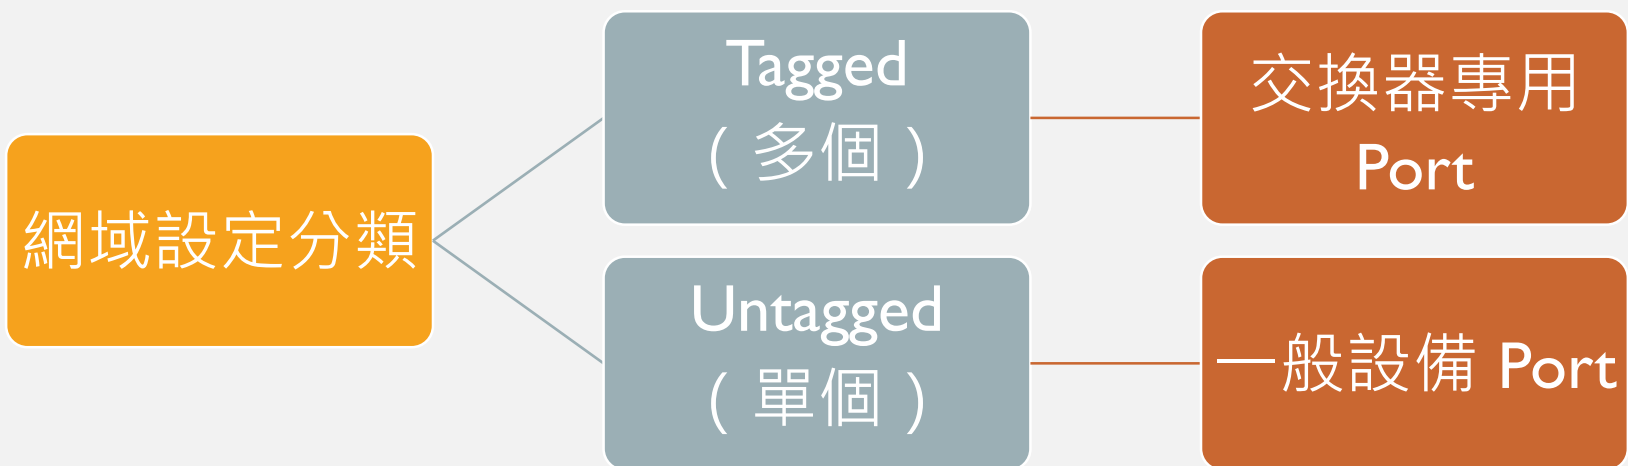 網域設定分類
Tagged
（多個）
交換器專用
Port
Untagged
（單個）
一般設備 Port